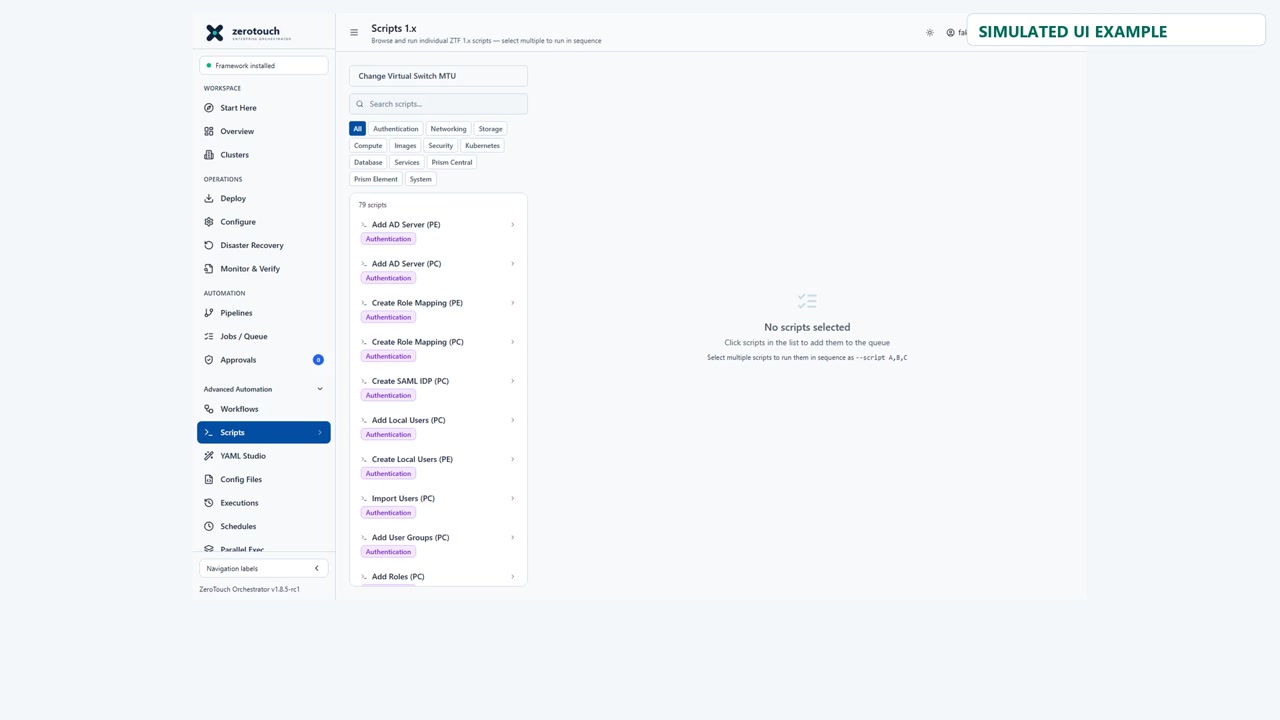 zerotouch
ENTERPRISE ORCHESTRATOR
Framework installed
WORKSPACE
Start Here
Overview
Clusters
OPERATIONS
Deploy
Configure
Disaster Recovery
Monitor & Verify
AUTOMATION
Pipelines
Jobs / Queue
Approvals
0
Advanced Automation
Workflows
Scripts
YAML Studio
Config Files
Executions
Schedules
Parallel Exec
Navigation labels
ZeroTouch Orchestrator v1.8.5-rc1
Scripts 1.x
Browse and run individual ZTF 1.x scripts — select multiple to run in sequence
SIMULATED UI EXAMPLE
Change Virtual Switch MTU
Search scripts...
All Authentication Networking Storage
Compute Images Security Kubernetes
Database Services Prism Central
Prism Element System
79 scripts
Add AD Server (PE)
Authentication
Add AD Server (PC)
Authentication
Create Role Mapping (PE)
Authentication
Create Role Mapping (PC)
Authentication
Create SAML IDP (PC)
Authentication
Add Local Users (PC)
Authentication
Create Local Users (PE)
Authentication
Import Users (PC)
Authentication
Add User Groups (PC)
Authentication
Add Roles (PC)
No scripts selected
Click scripts in the list to add them to the queue
Select multiple scripts to run them in sequence as --script A,B,C